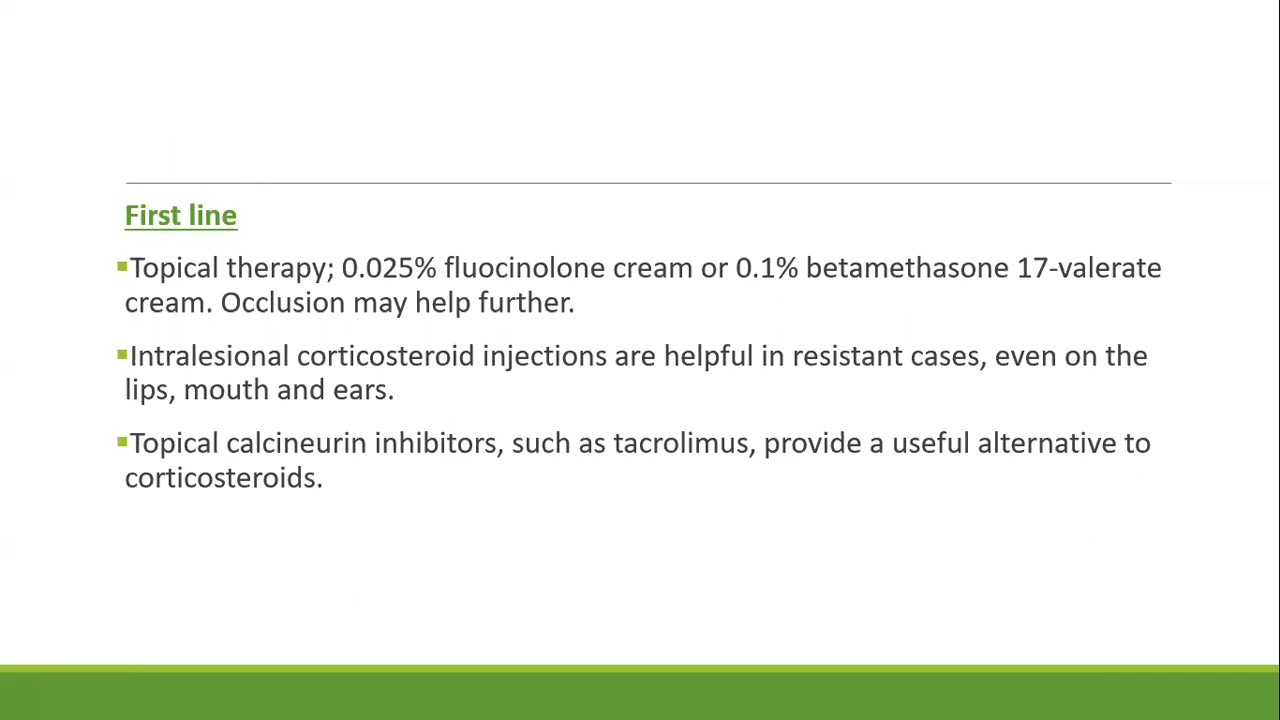 First line
▪Topical therapy; 0.025% fluocinolone cream or 0.1% betamethasone 17-valerate
cream. Occlusion may help further.
▪Intralesional corticosteroid injections are helpful in resistant cases, even on the
lips, mouth and ears.
▪Topical calcineurin inhibitors, such as tacrolimus, provide a useful alternative to
corticosteroids.